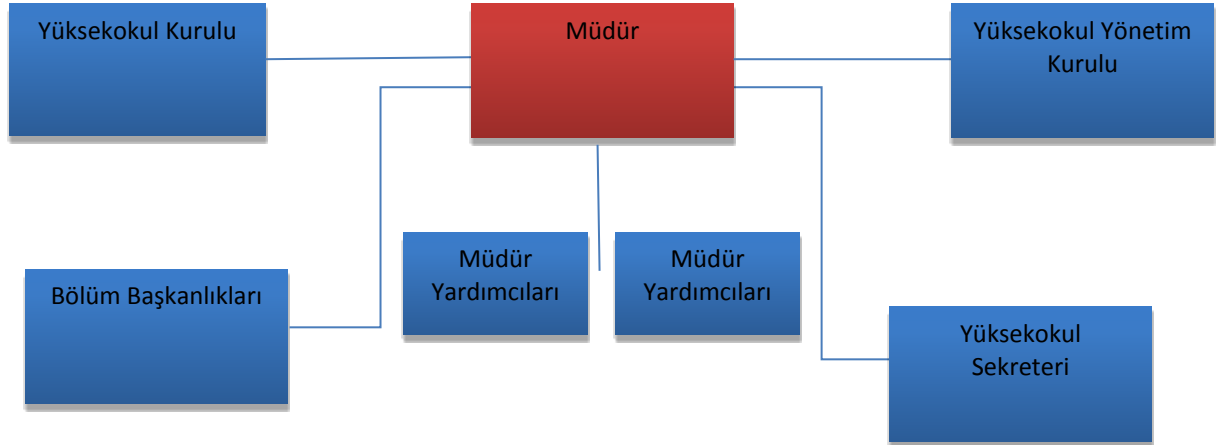 Yüksekokul Kurulu
Müdür
Yüksekokul Yönetim
Kurulu
Bölüm Başkanlıkları
Müdür
Yardımcıları
Müdür
Yardımcıları
Yüksekokul
Sekreteri